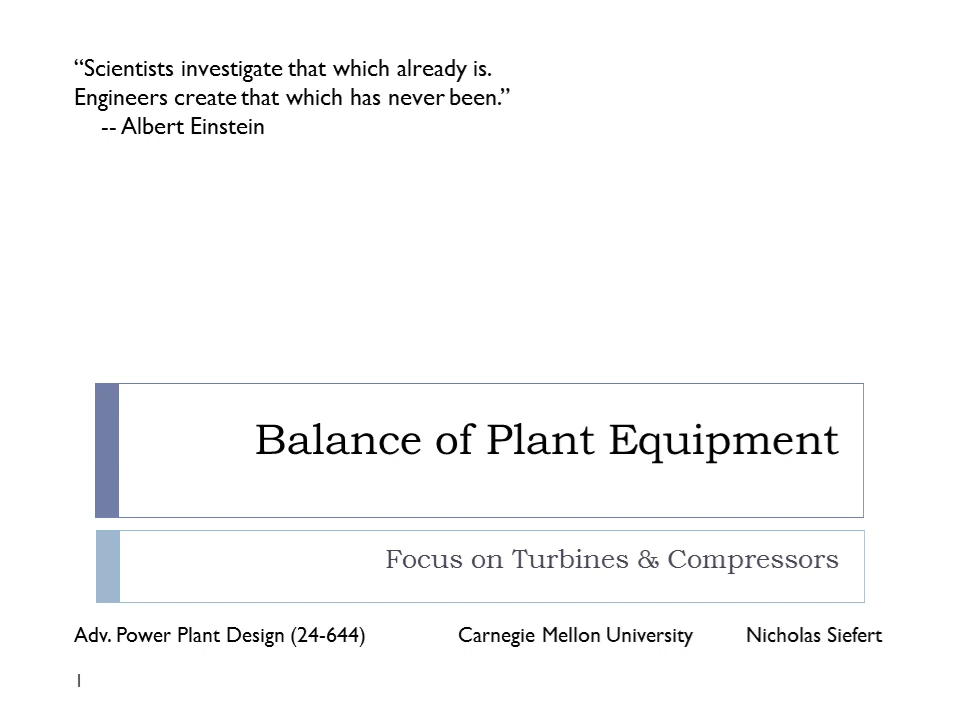 “Scientists investigate that which already is.
Engineers create that which has never been.”
-- Albert Einstein
Balance of Plant Equipment
Focus on Turbines & Compressors
Adv. Power Plant Design (24-644) Carnegie Mellon University Nicholas Siefert
1